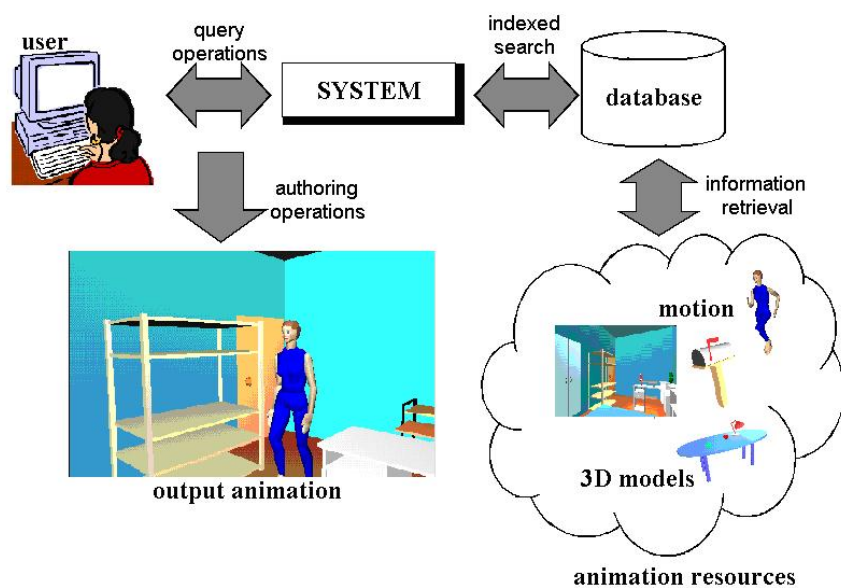 user
query
operations
SYSTEM
indexed
search
database
authoring
operations
information
retrieval
output animation
motion
3D models
animation resources